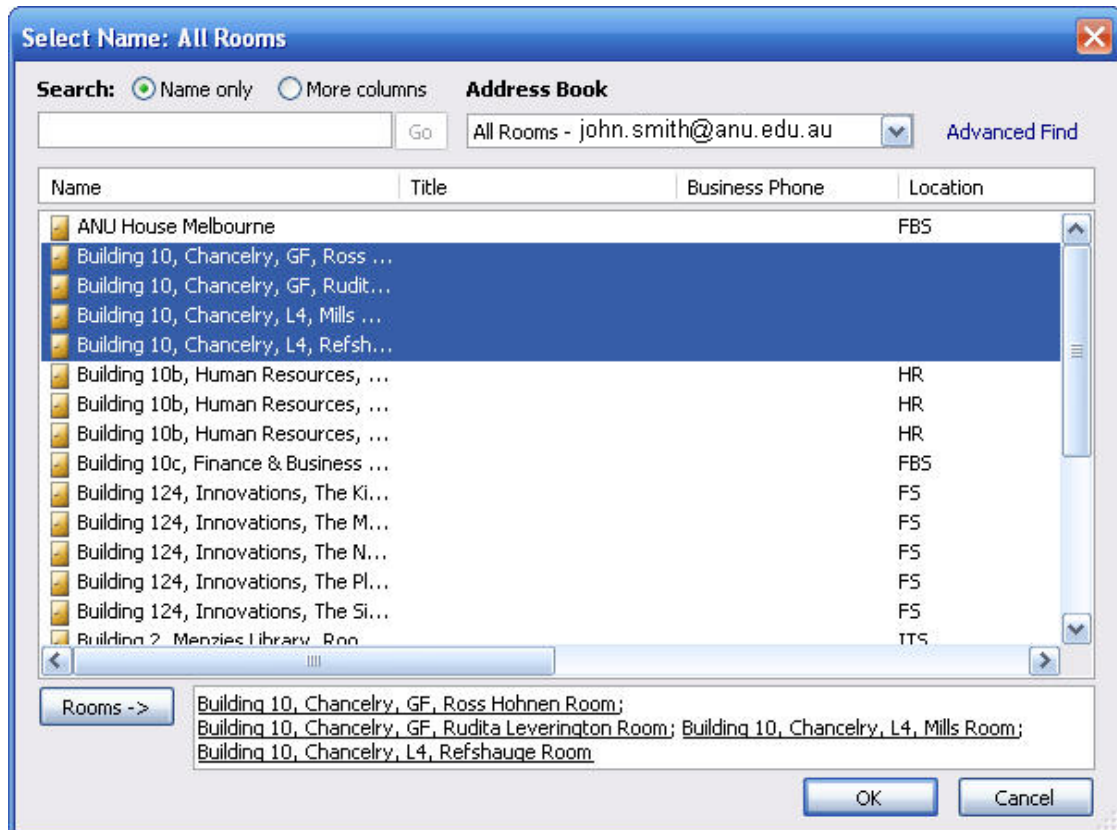 Select Name: All Rooms
Search: Name only More columns Address Book
Go All Rooms - john.smith@anu.edu.au Advanced Find
Name Title Business Phone Location
ANU House Melbourne FBS
Building 10, Chancelry, GF, Ross ...
Building 10, Chancelry, GF, Rudit...
Building 10, Chancelry, L4, Mills ...
Building 10, Chancelry, L4, Refsh...
Building 10b, Human Resources, ... HR
Building 10b, Human Resources, ... HR
Building 10b, Human Resources, ... HR
Building 10c, Finance & Business ... FBS
Building 124, Innovations, The Ki... FS
Building 124, Innovations, The M... FS
Building 124, Innovations, The N... FS
Building 124, Innovations, The Pl... FS
Building 124, Innovations, The Si... FS
Building 2, Menzies Library, Roo... ITS
Rooms -> Building 10, Chancelry, GF, Ross Hohnen Room;
Building 10, Chancelry, GF, Rudita Leverington Room; Building 10, Chancelry, L4, Mills Room;
Building 10, Chancelry, L4, Refshauge Room
OK Cancel